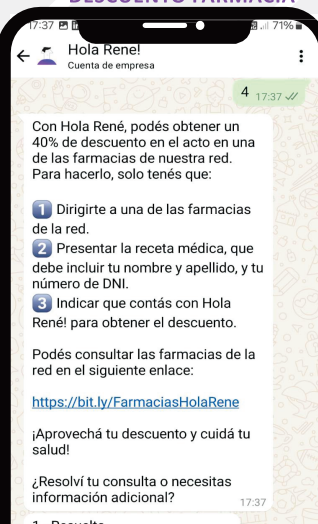 DESCUENTO FARMACIA
17:37 71%
Hola Rene!
Cuenta de empresa
4 17:37
Con Hola René, podés obtener un
40% de descuento en el acto en una
de las farmacias de nuestra red.
Para hacerlo, solo tenés que:
1 Dirigirte a una de las farmacias
de la red.
2 Presentar la receta médica, que
debe incluir tu nombre y apellido, y tu
número de DNI.
3 Indicar que contás con Hola
René! para obtener el descuento.
Podés consultar las farmacias de la
red en el siguiente enlace:
https://bit.ly/FarmaciasHolaRene
¡Aprovechá tu descuento y cuidá tu
salud!
¿Resolví tu consulta o necesitas
información adicional?
17:37
1 - Resuelto